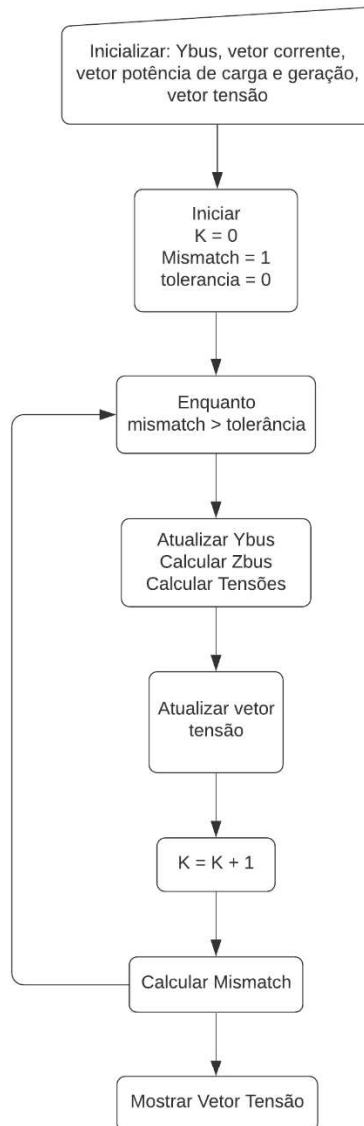 Inicializar: Ybus, vetor corrente,
vetor potência de carga e geração,
vetor tensão
Iniciar
K = 0
Mismatch = 1
tolerancia = 0
Enquanto
mismatch > tolerância
Atualizar Ybus
Calcular Zbus
Calcular Tensões
Atualizar vetor
tensão
K = K + 1
Calcular Mismatch
Mostrar Vetor Tensão